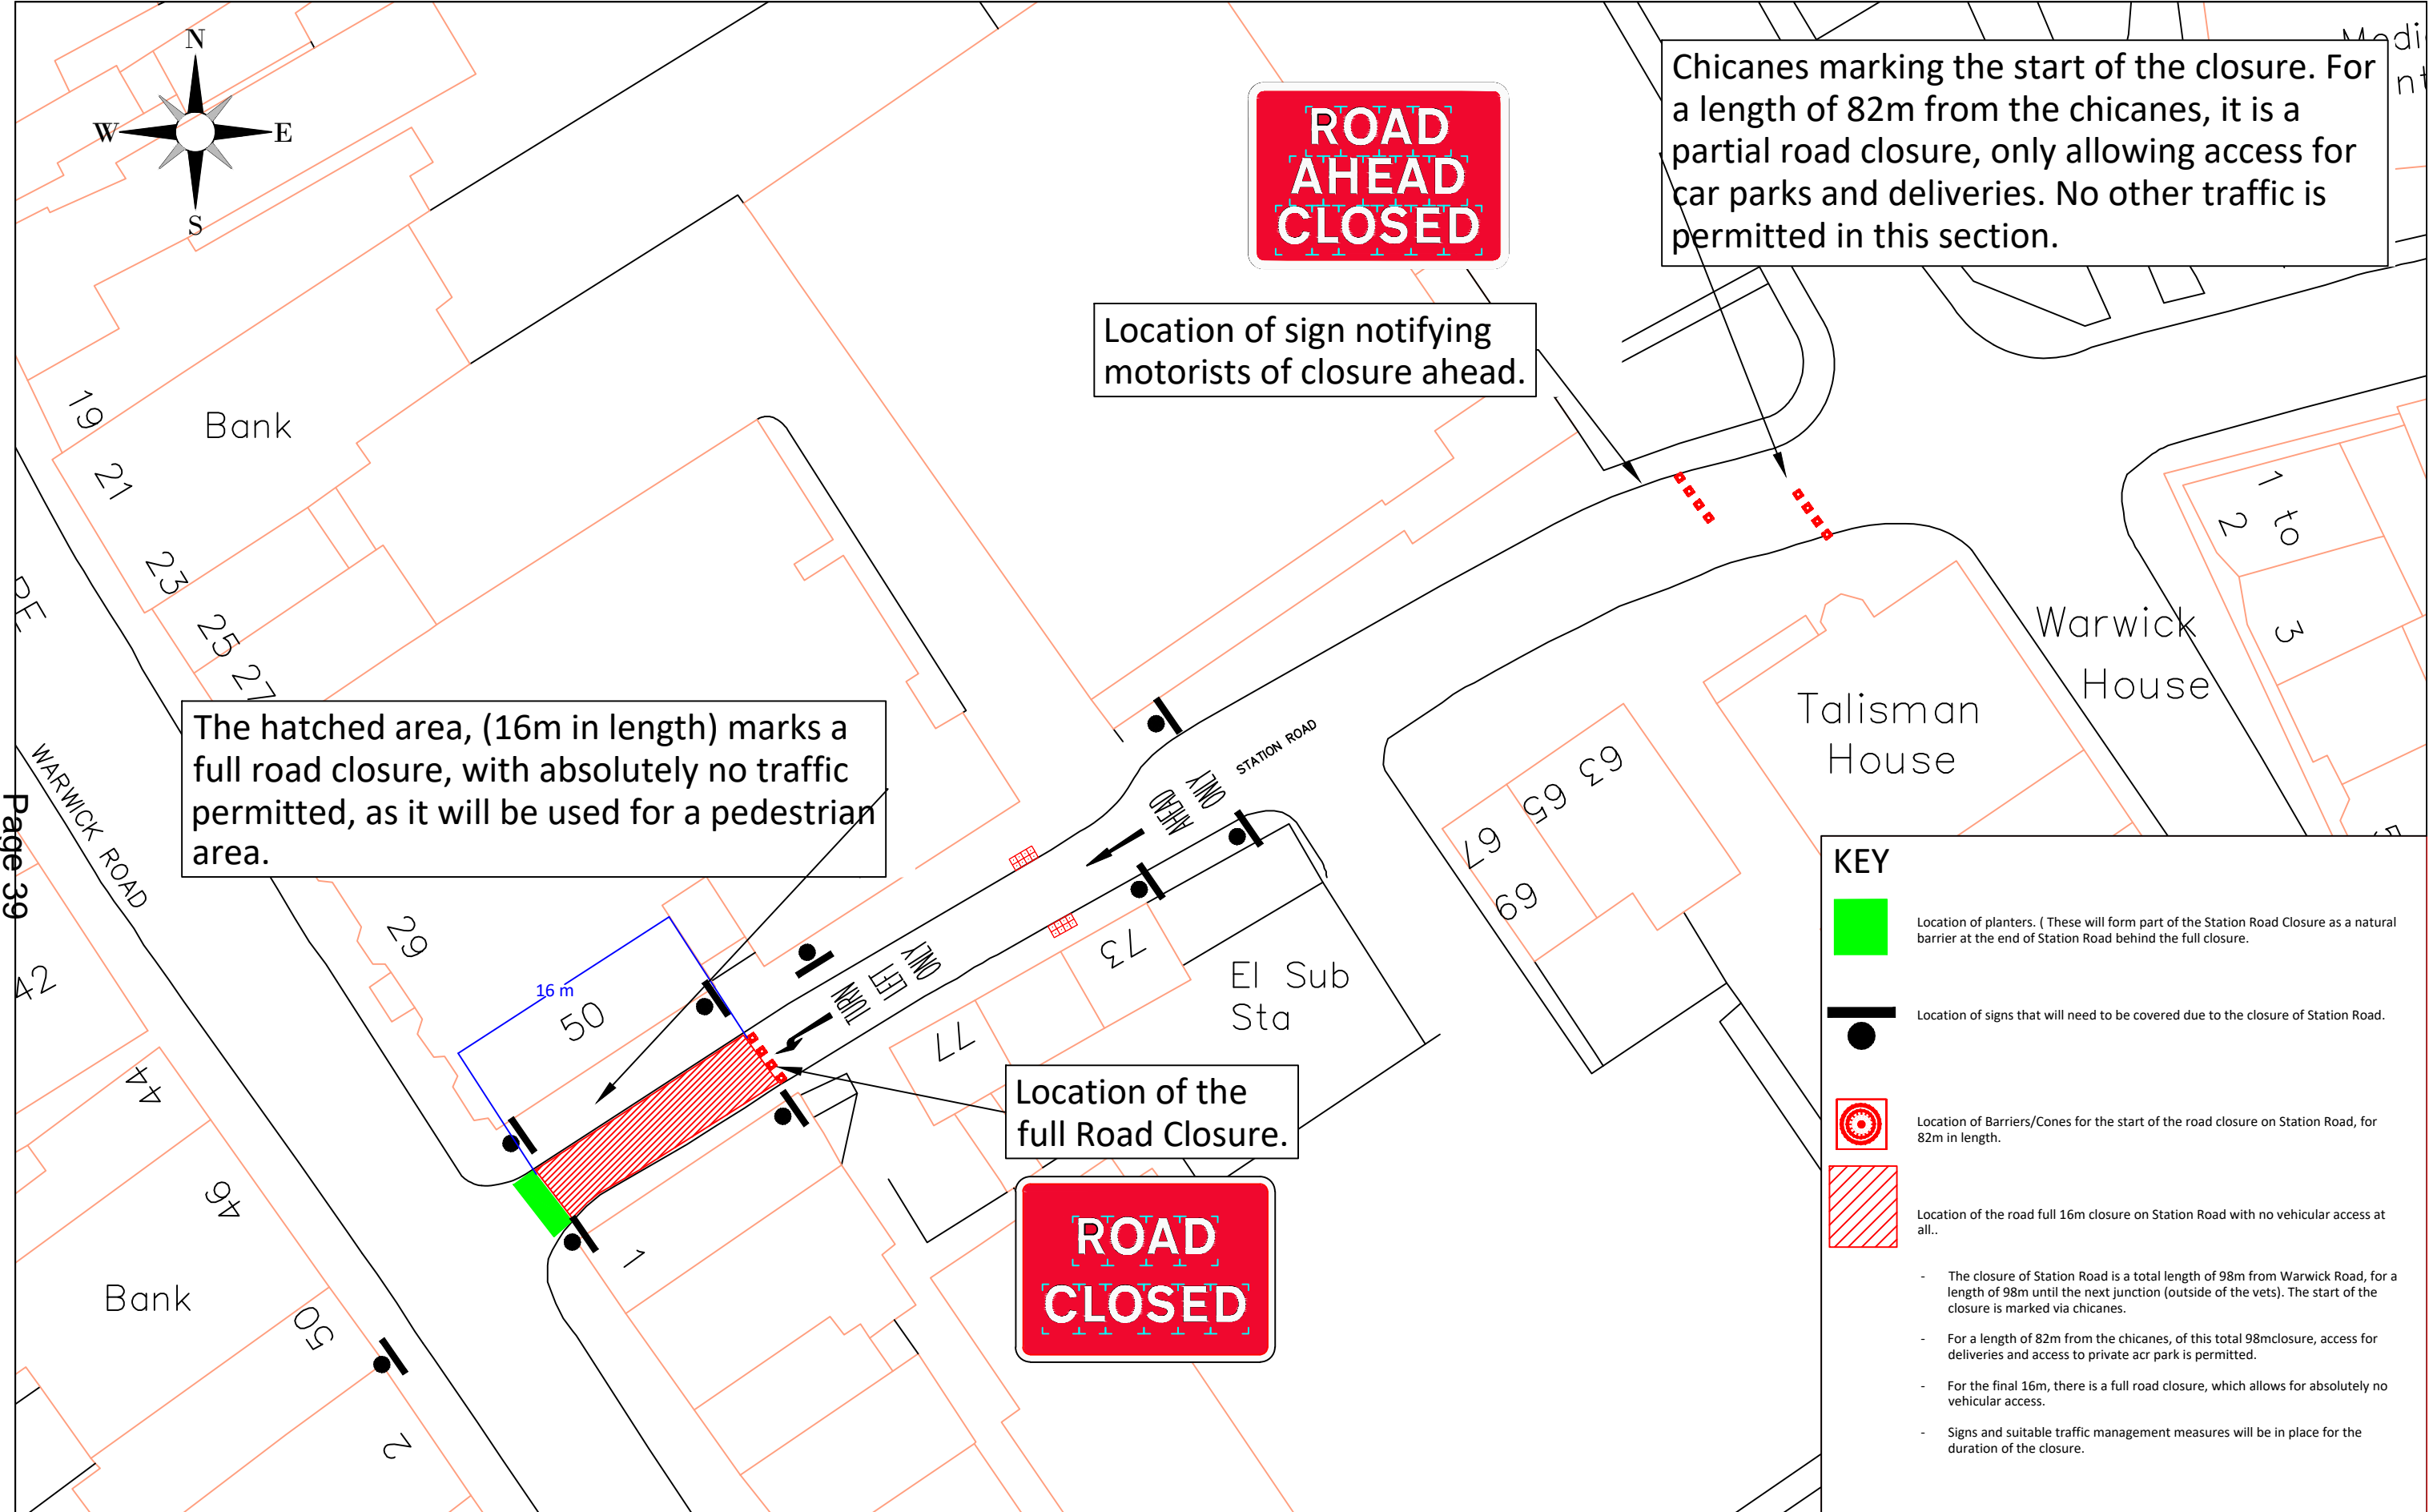 N
W
E
S
ROAD
AHEAD
CLOSED
Chicanes marking the start of the closure. For
a length of 82m from the chicanes, it is a
partial road closure, only allowing access for
car parks and deliveries. No other traffic is
permitted in this section.
Location of sign notifying
motorists of closure ahead.
19
Bank
21
23
25
27
29
1 to
2
3
Warwick
House
Talisman
House
63
65
67
69
STATION ROAD
AHEAD
ONLY
The hatched area, (16m in length) marks a
full road closure, with absolutely no traffic
permitted, as it will be used for a pedestrian
area.
WARWICK ROAD
Page 39
42
44
46
Bank
50
2
16 m
50
TURN
LEFT
ONLY
73
77
El Sub
Sta
1
Location of the
full Road Closure.
ROAD
CLOSED
KEY
Location of planters. ( These will form part of the Station Road Closure as a natural
barrier at the end of Station Road behind the full closure.
Location of signs that will need to be covered due to the closure of Station Road.
Location of Barriers/Cones for the start of the road closure on Station Road, for
82m in length.
Location of the road full 16m closure on Station Road with no vehicular access at
all..
- The closure of Station Road is a total length of 98m from Warwick Road, for a
length of 98m until the next junction (outside of the vets). The start of the
closure is marked via chicanes.
- For a length of 82m from the chicanes, of this total 98mclosure, access for
deliveries and access to private acr park is permitted.
- For the final 16m, there is a full road closure, which allows for absolutely no
vehicular access.
- Signs and suitable traffic management measures will be in place for the
duration of the closure.